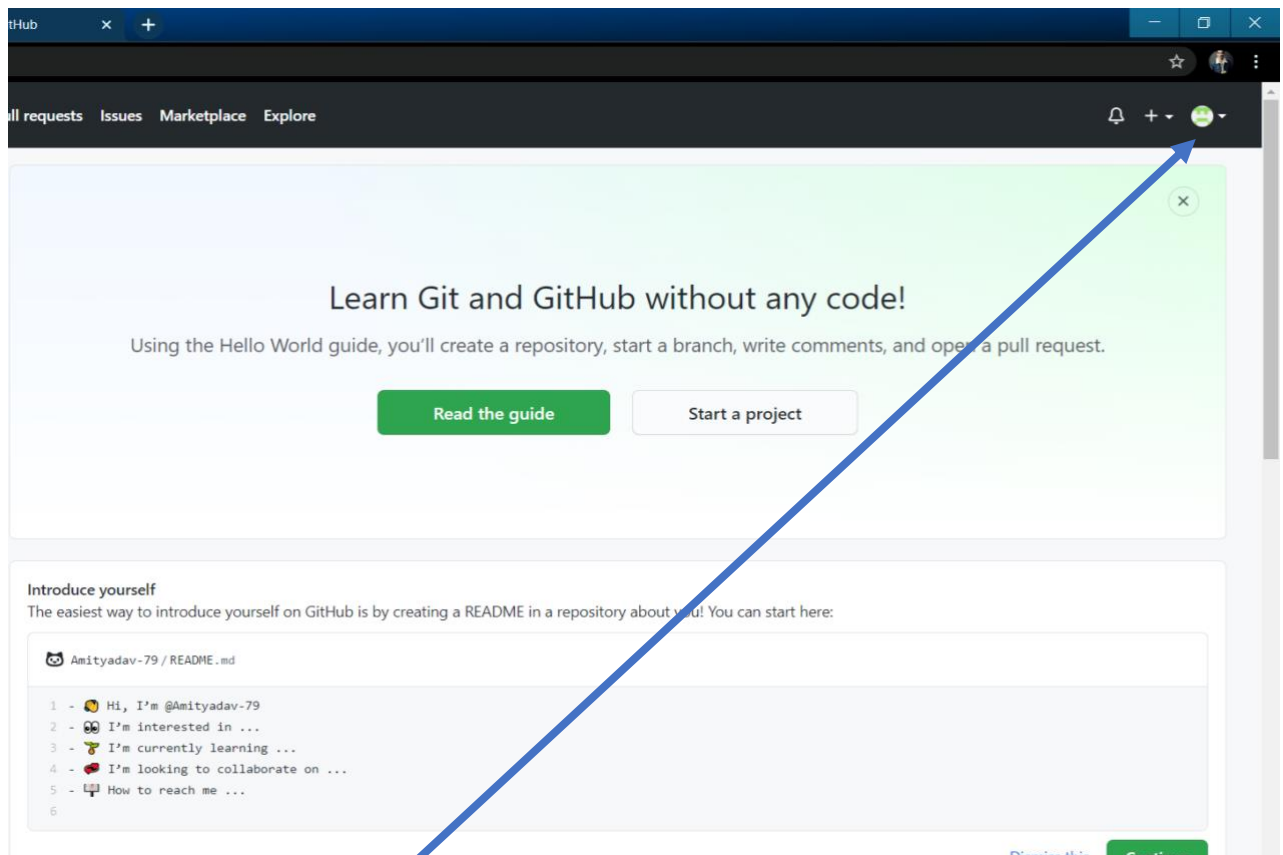 tHub
ll requests Issues Marketplace Explore
Learn Git and GitHub without any code!
Using the Hello World guide, you'll create a repository, start a branch, write comments, and open a pull request.
Read the guide Start a project
Introduce yourself
The easiest way to introduce yourself on GitHub is by creating a README in a repository about you! You can start here:
Amityadav-79 / README.md
1 - 👋 Hi, I'm @Amityadav-79
2 - 👀 I'm interested in ...
3 - 🌱 I'm currently learning ...
4 - 💞️ I'm looking to collaborate on ...
5 - 📫 How to reach me ...
6
Dismiss this Continue